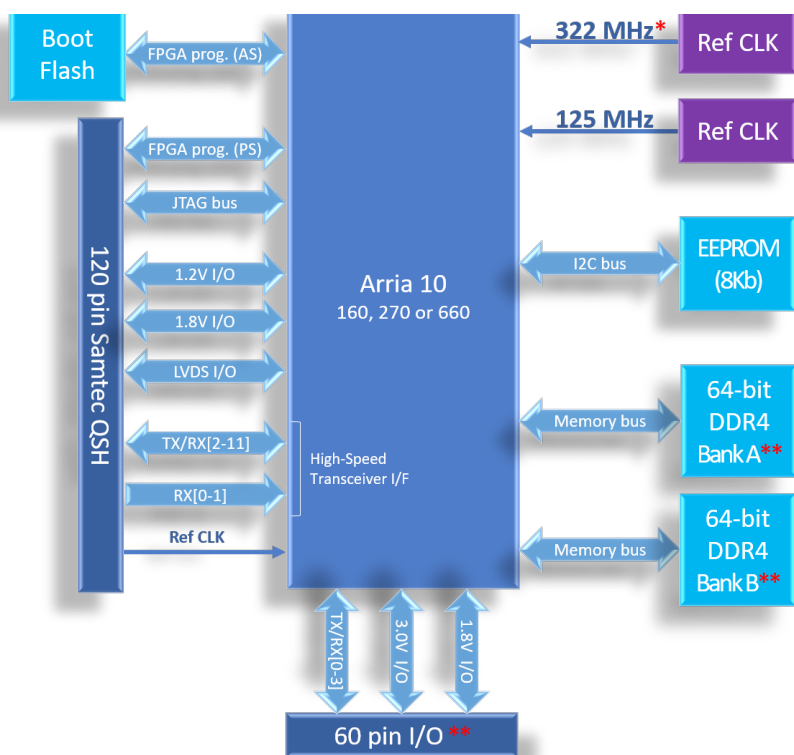 Boot
Flash
FPGA prog. (AS)
322 MHz*
Ref CLK
125 MHz
Ref CLK
120 pin Samtec QSH
FPGA prog. (PS)
JTAG bus
1.2V I/O
1.8V I/O
LVDS I/O
TX/RX[2-11]
RX[0-1]
Ref CLK
Arria 10
160, 270 or 660
High-Speed
Transceiver I/F
I2C bus
EEPROM
(8Kb)
Memory bus
64-bit
DDR4
Bank A**
Memory bus
64-bit
DDR4
Bank B**
TX/RX[0-3]
3.0V I/O
1.8V I/O
60 pin I/O **